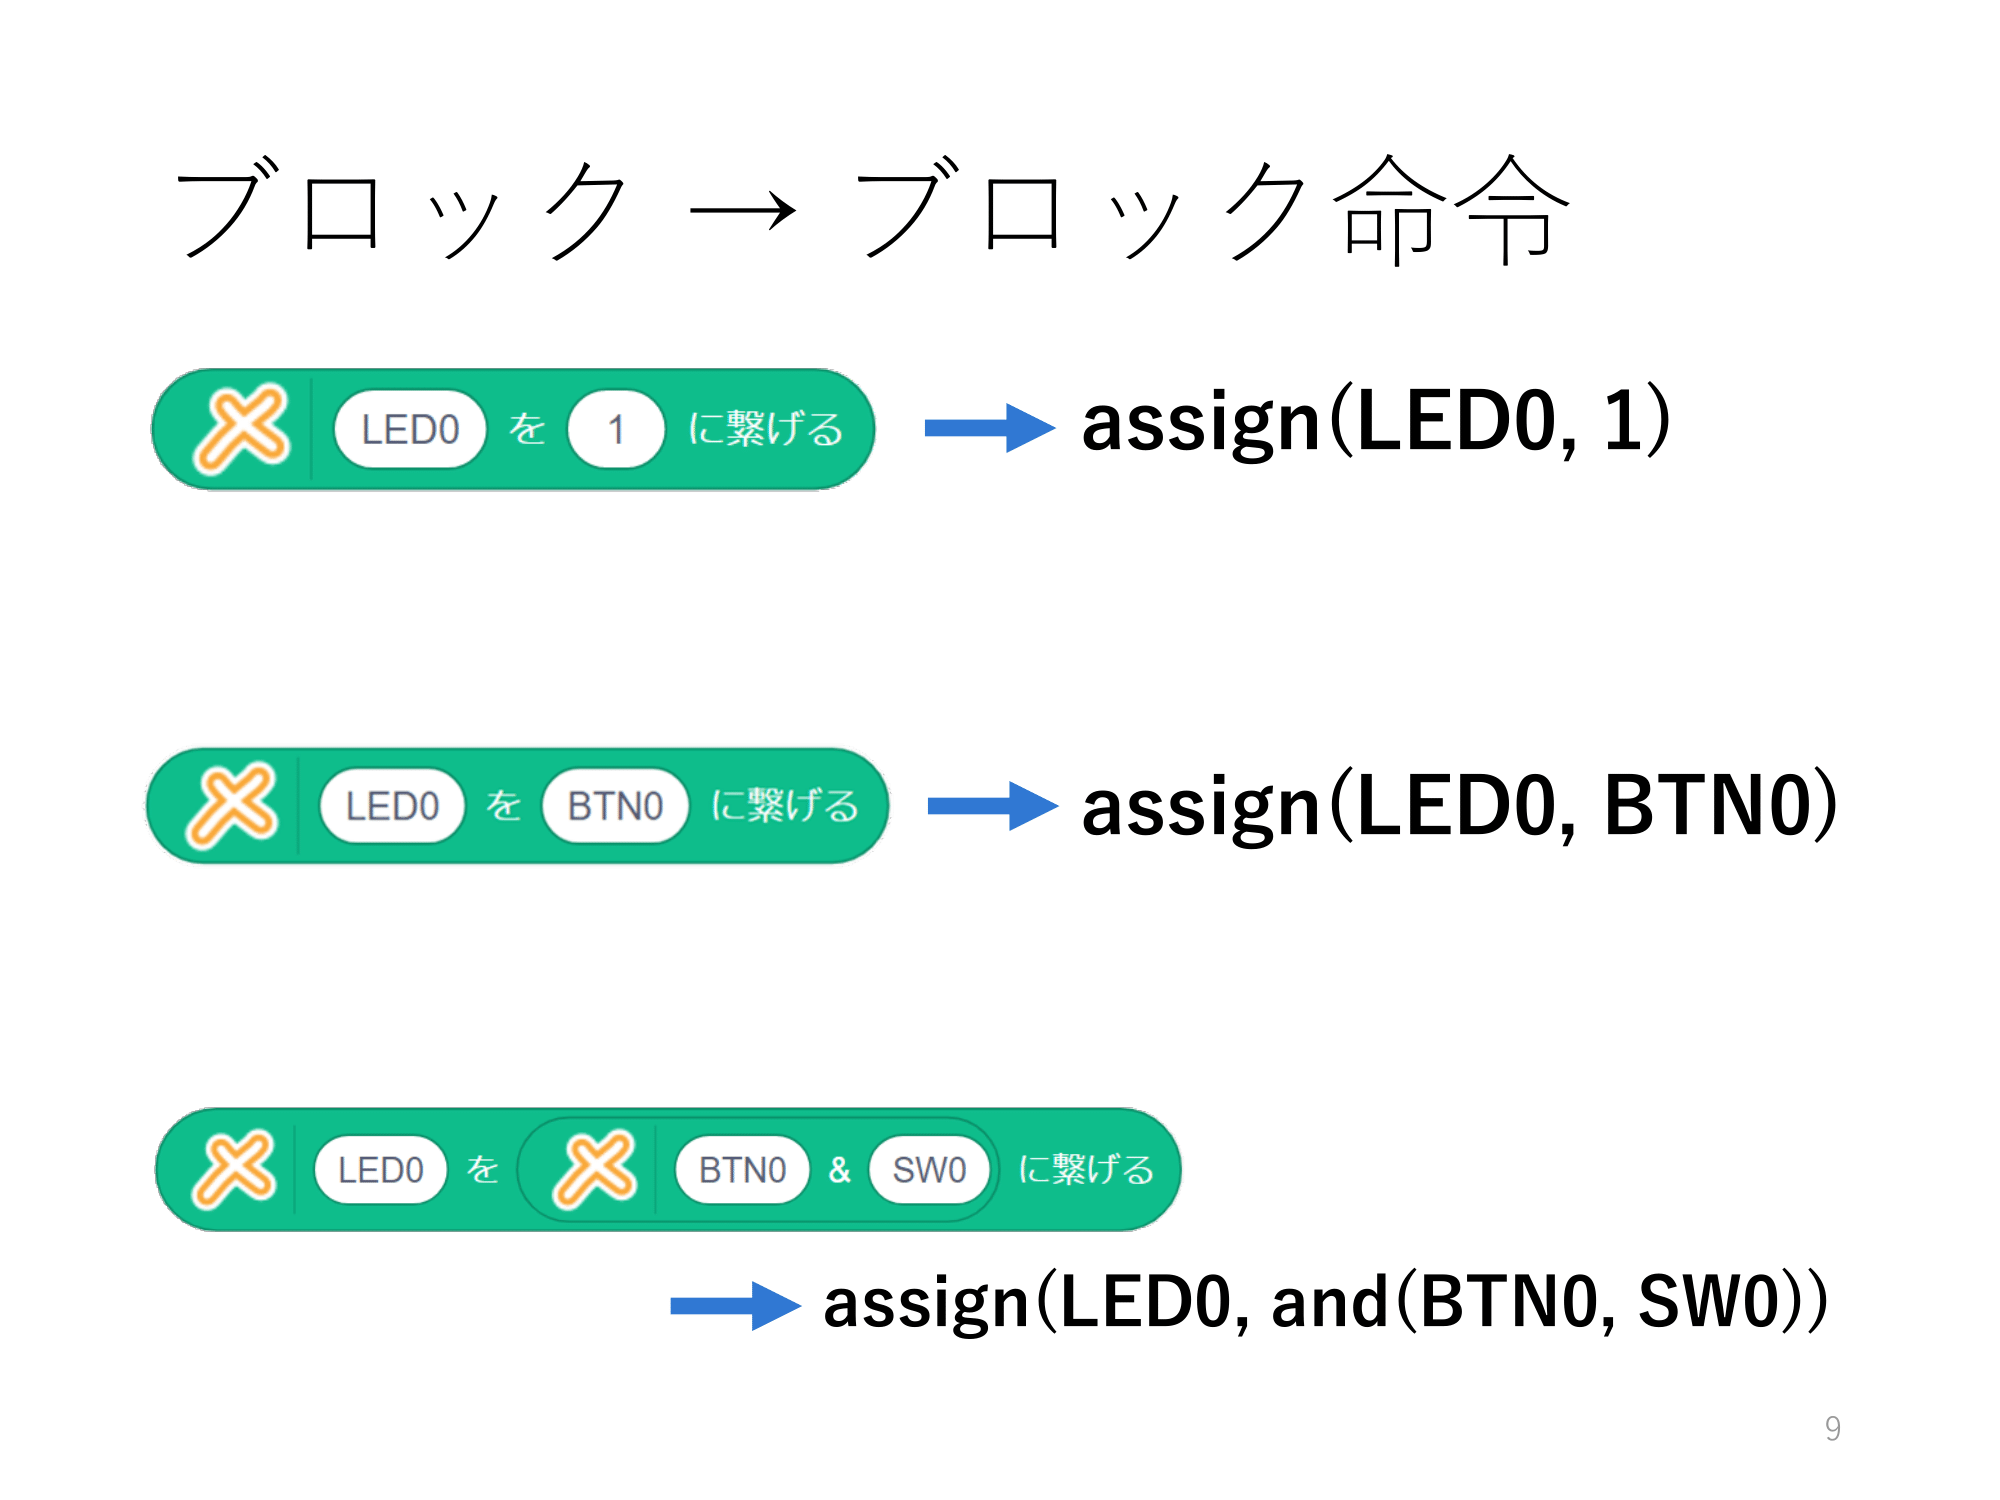 ブロック → ブロック命令
LED0 を 1 に繋げる
assign(LED0, 1)
LED0 を BTN0 に繋げる
assign(LED0, BTN0)
LED0 を BTN0 & SW0 に繋げる
assign(LED0, and(BTN0, SW0))
9